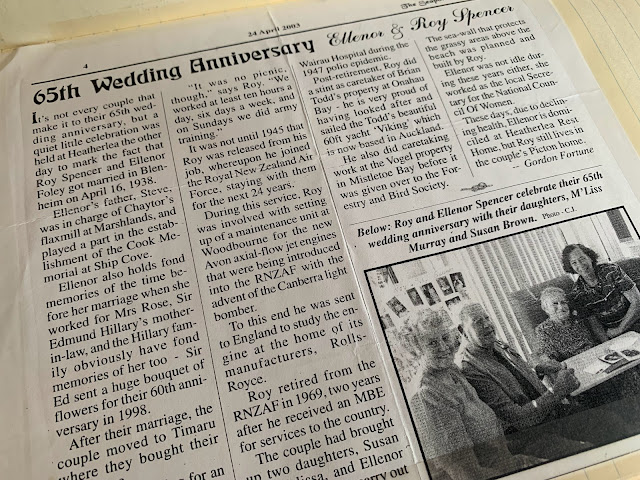 The
24 April 2003
4
65th Wedding Anniversary Ellenor & Roy Spencer
It's not every couple that
make it to their 65th wed-
ding anniversary, but a
quiet little celebration was
held at Heatherlea the other
day to mark the fact that
Roy Spencer and Ellenor
Foley got married in Blen-
heim on April 16, 1938.
Ellenor's father, Steve,
was in charge of Chaytor's
flaxmill at Marshlands, and
played a part in the estab-
lishment of the Cook Me-
morial at Ship Cove.
Ellenor also holds fond
memories of the time be-
fore her marriage when she
worked for Mrs Rose, Sir
Edmund Hillary's mother-
in-law, and the Hillary fam-
ily obviously have fond
memories of her too - Sir
Ed sent a huge bouquet of
flowers for their 60th anni-
versary in 1998.
After their marriage, the
couple moved to Timaru
where they bought their
for an
"It was no picnic,
though," says Roy. "We
worked at least ten hours a
day, six days a week, and
on Sundays we did army
training."
It was not until 1945 that
Roy was released from his
job, whereupon he joined
the Royal New Zealand Air
Force, staying with them
for the next 24 years.
During this service, Roy
was involved with setting
up of a maintenance unit at
Woodbourne for the new
Avon axial-flow jet engines
that were being introduced
into the RNZAF with the
advent of the Canberra light
bomber.
To this end he was sent
to England to study the en-
gine at the home of its
manufacturers, Rolls-
Royce.
Roy retired from the
RNZAF in 1969, two years
after he received an MBE
for services to the country.
The couple had brought
up two daughters, Susan
and Ellenor
carry out
Wairau Hospital during the
1947 polio epidemic.
Post-retirement, Roy did
a stint as caretaker of Brian
Todd's property at Onahau
Bay - he is very proud of
having looked after and
sailed the Todd's beautiful
60ft yacht 'Viking' which
is now based in Auckland.
He also did caretaking
work at the Vogel property
in Mistletoe Bay before it
was given over to the For-
estry and Bird Society.
The sea-wall that protects
the grassy areas above the
beach was planned and
built by Roy.
Ellenor was not idle dur-
ing these years either, she
worked as the local Secre-
tary for the National Coun-
cil Of Women.
These days, due to declin-
ing health, Ellenor is domi-
ciled at Heatherlea Rest
Home, but Roy still lives in
the couple's Picton home.
-- Gordon Fortune
Below: Roy and Ellenor Spencer celebrate their 65th
wedding anniversary with their daughters, M'Liss
Murray and Susan Brown. Photo - C.I.